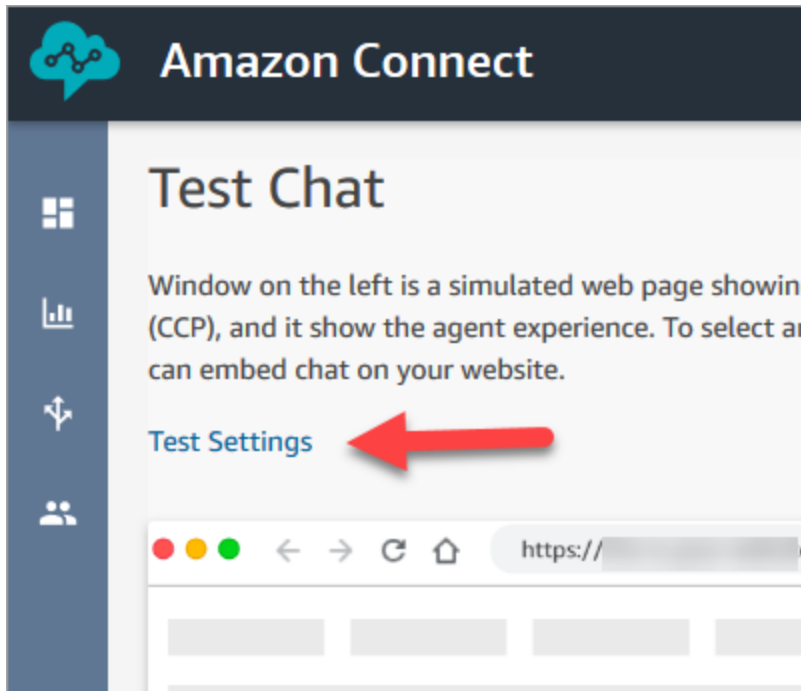 Amazon Connect
Test Chat
Window on the left is a simulated web page showin
(CCP), and it show the agent experience. To select a
can embed chat on your website.
Test Settings
https://